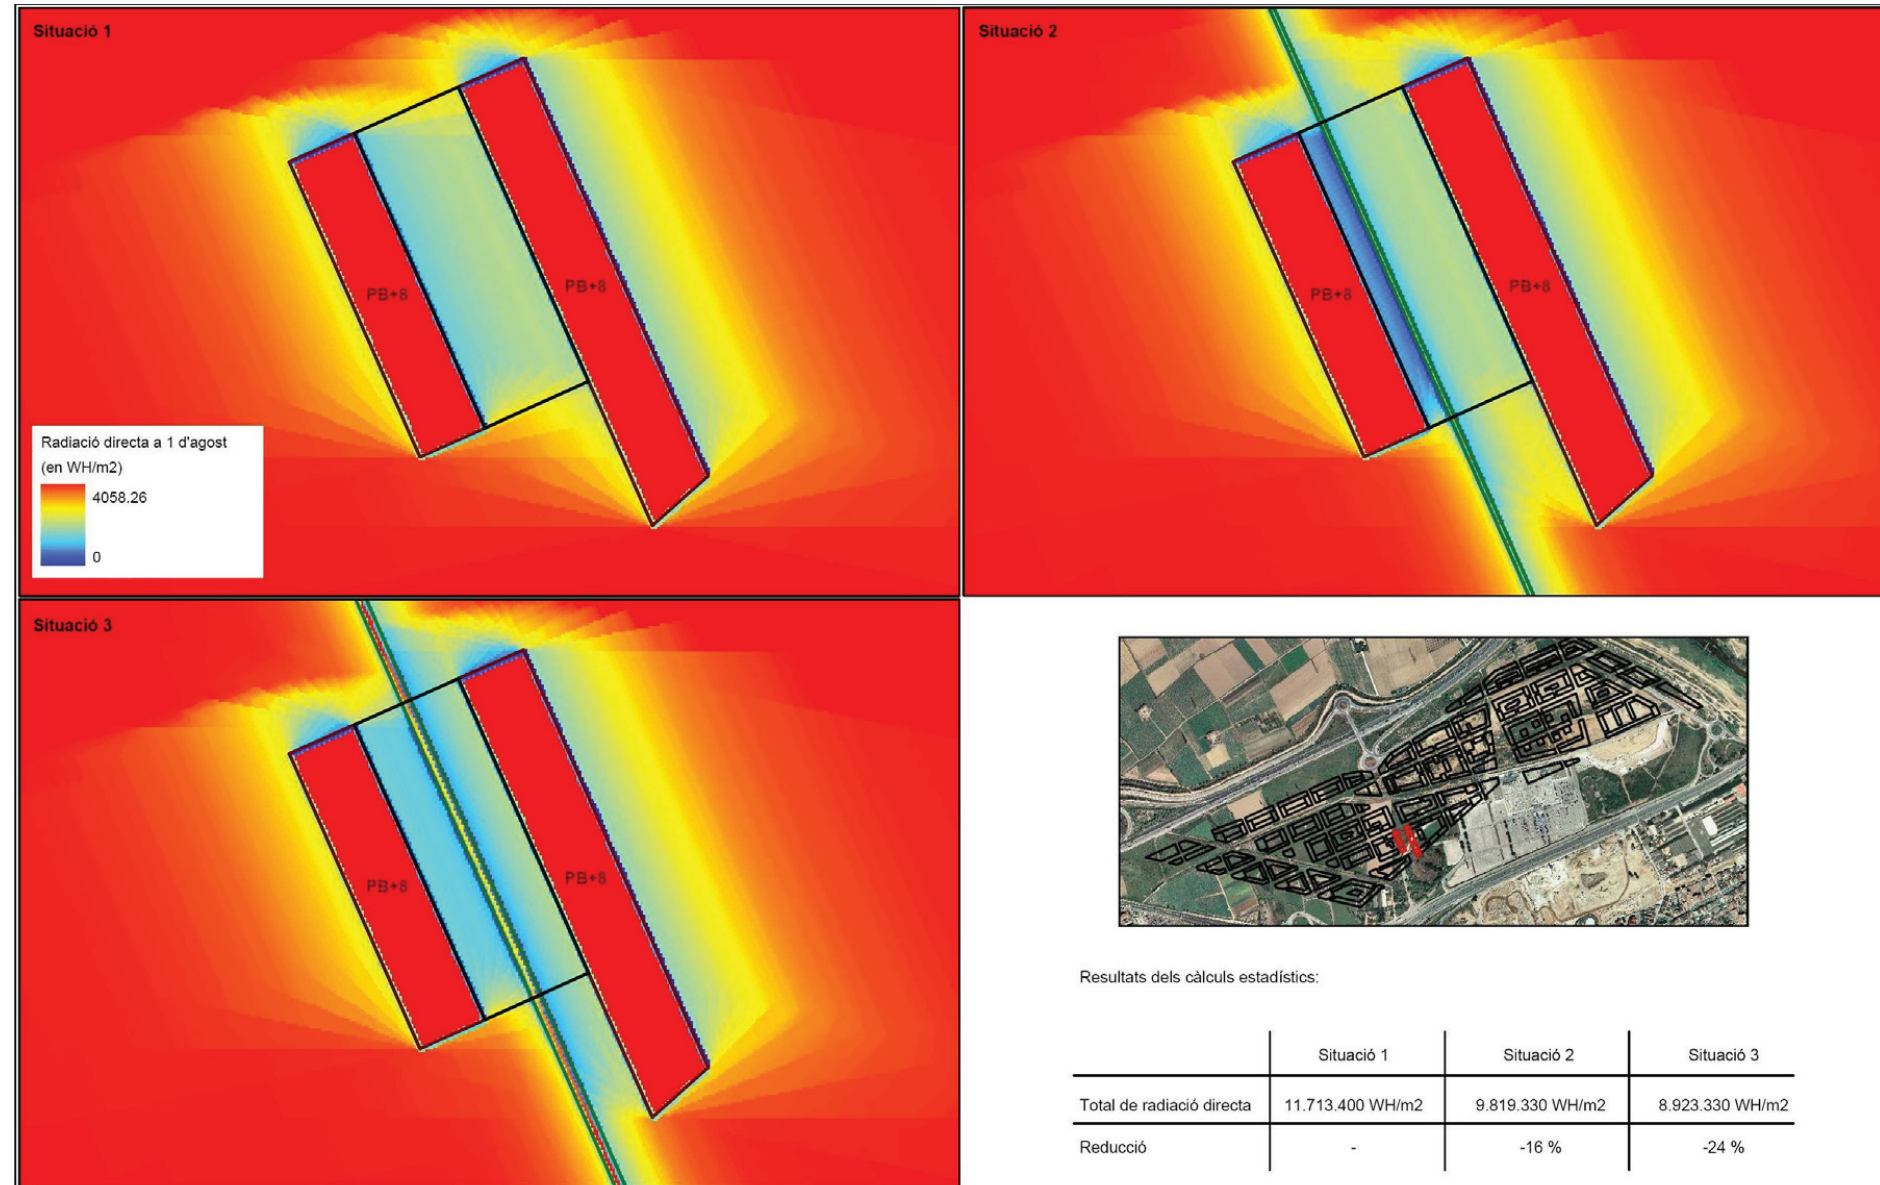 Situació 1
PB+8
PB+8
Radiació directa a 1 d'agost
(en WH/m2)
4058.26
0
Situació 2
PB+8
PB+8
Situació 3
PB+8
PB+8
Resultats dels càlculs estadístics:
Situació 1 Situació 2 Situació 3
Total de radiació directa 11.713.400 WH/m2 9.819.330 WH/m2 8.923.330 WH/m2
Reducció - -16 % -24 %